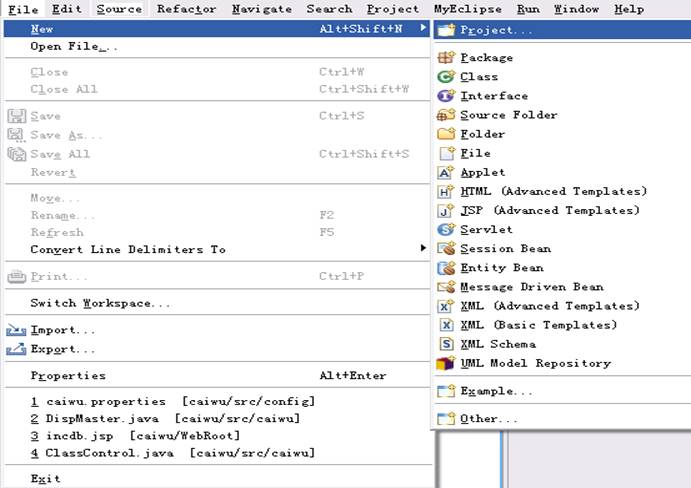 File Edit Source Refactor Navigate Search Project MyEclipse Run Window Help
New Alt+Shift+N
Open File...
Close Ctrl+W
Close All Ctrl+Shift+W
Save Ctrl+S
Save As...
Save All Ctrl+Shift+S
Revert
Move...
Rename... F2
Refresh F5
Convert Line Delimiters To
Print... Ctrl+P
Switch Workspace...
Import...
Export...
Properties Alt+Enter
1 caiwu.properties [caiwu/src/config]
2 DispMaster.java [caiwu/src/caiwu]
3 incdb.jsp [caiwu/WebRoot]
4 ClassControl.java [caiwu/src/caiwu]
Exit
Project...
Package
Class
Interface
Source Folder
Folder
File
Applet
HTML (Advanced Templates)
JSP (Advanced Templates)
Servlet
Session Bean
Entity Bean
Message Driven Bean
XML (Advanced Templates)
XML (Basic Templates)
XML Schema
UML Model Repository
Example...
Other...